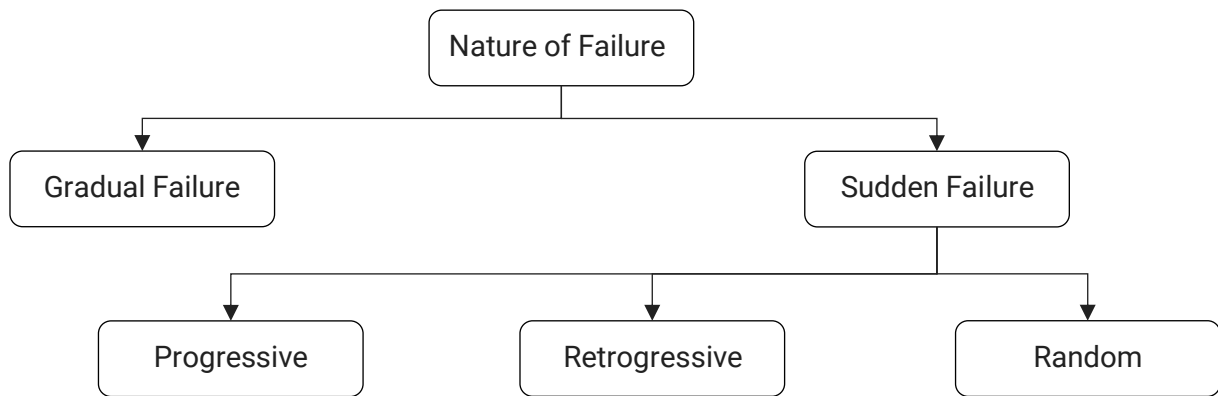 Nature of Failure
Gradual Failure
Sudden Failure
Progressive
Retrogressive
Random